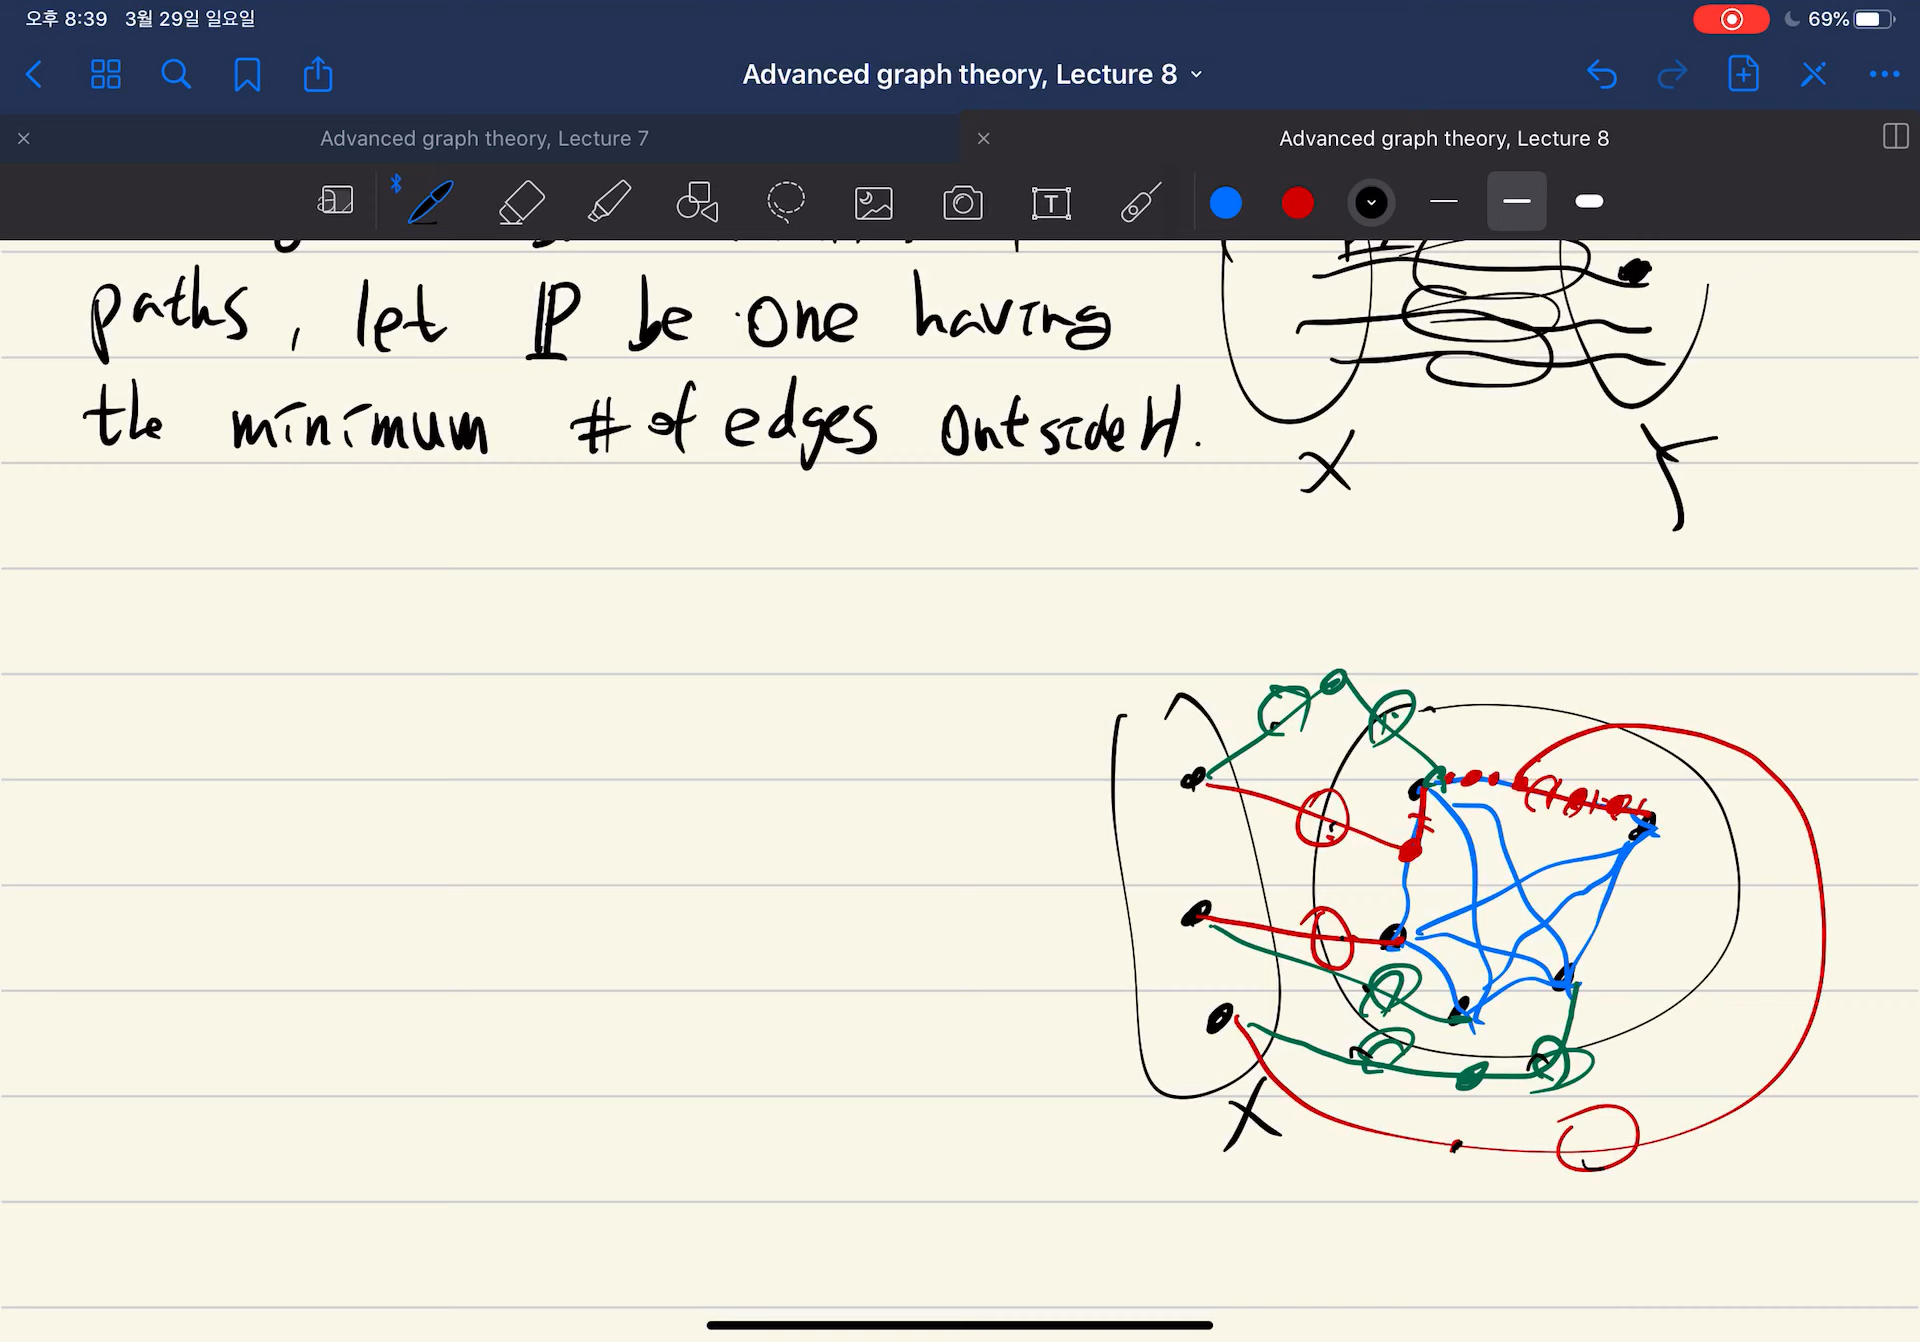 오후 8:39 3월 29일 일요일
69%
Advanced graph theory, Lecture 8
Advanced graph theory, Lecture 7
Advanced graph theory, Lecture 8
paths, let P be one having
the minimum # of edges outside H.
X
Y
X